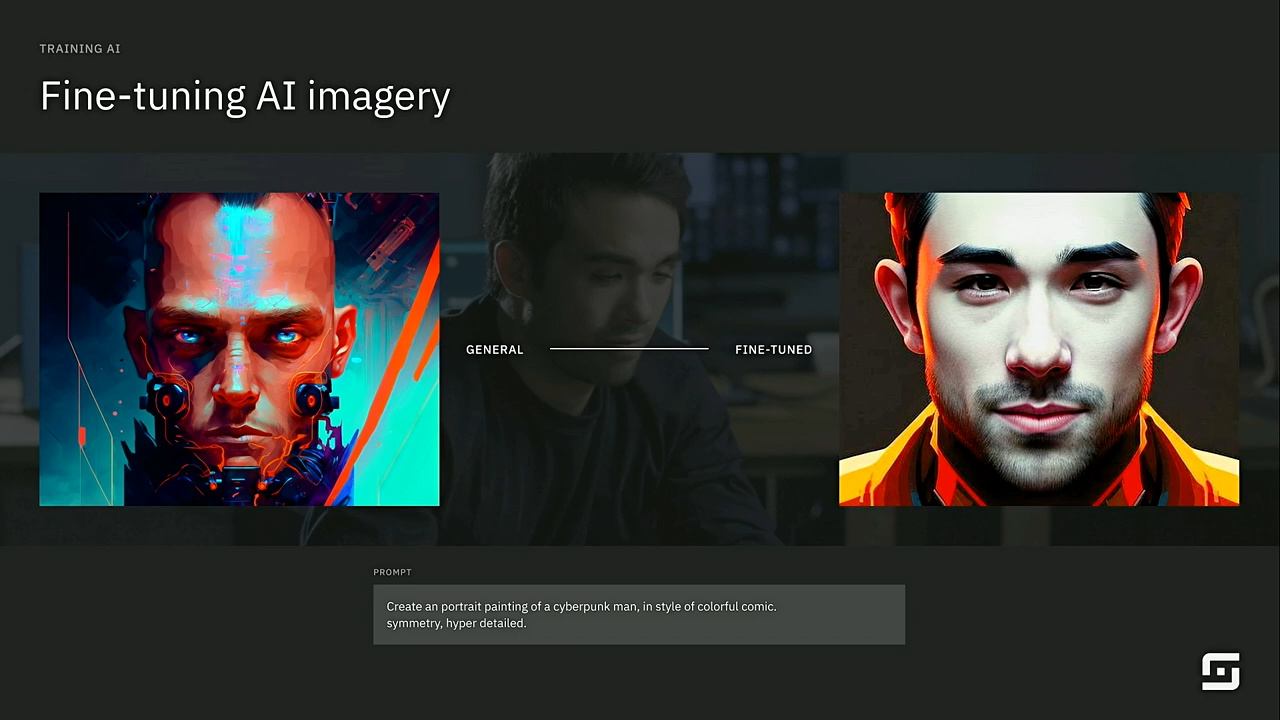 TRAINING AI
Fine-tuning AI imagery
GENERAL
FINE-TUNED
PROMPT
Create an portrait painting of a cyberpunk man, in style of colorful comic.
symmetry, hyper detailed.